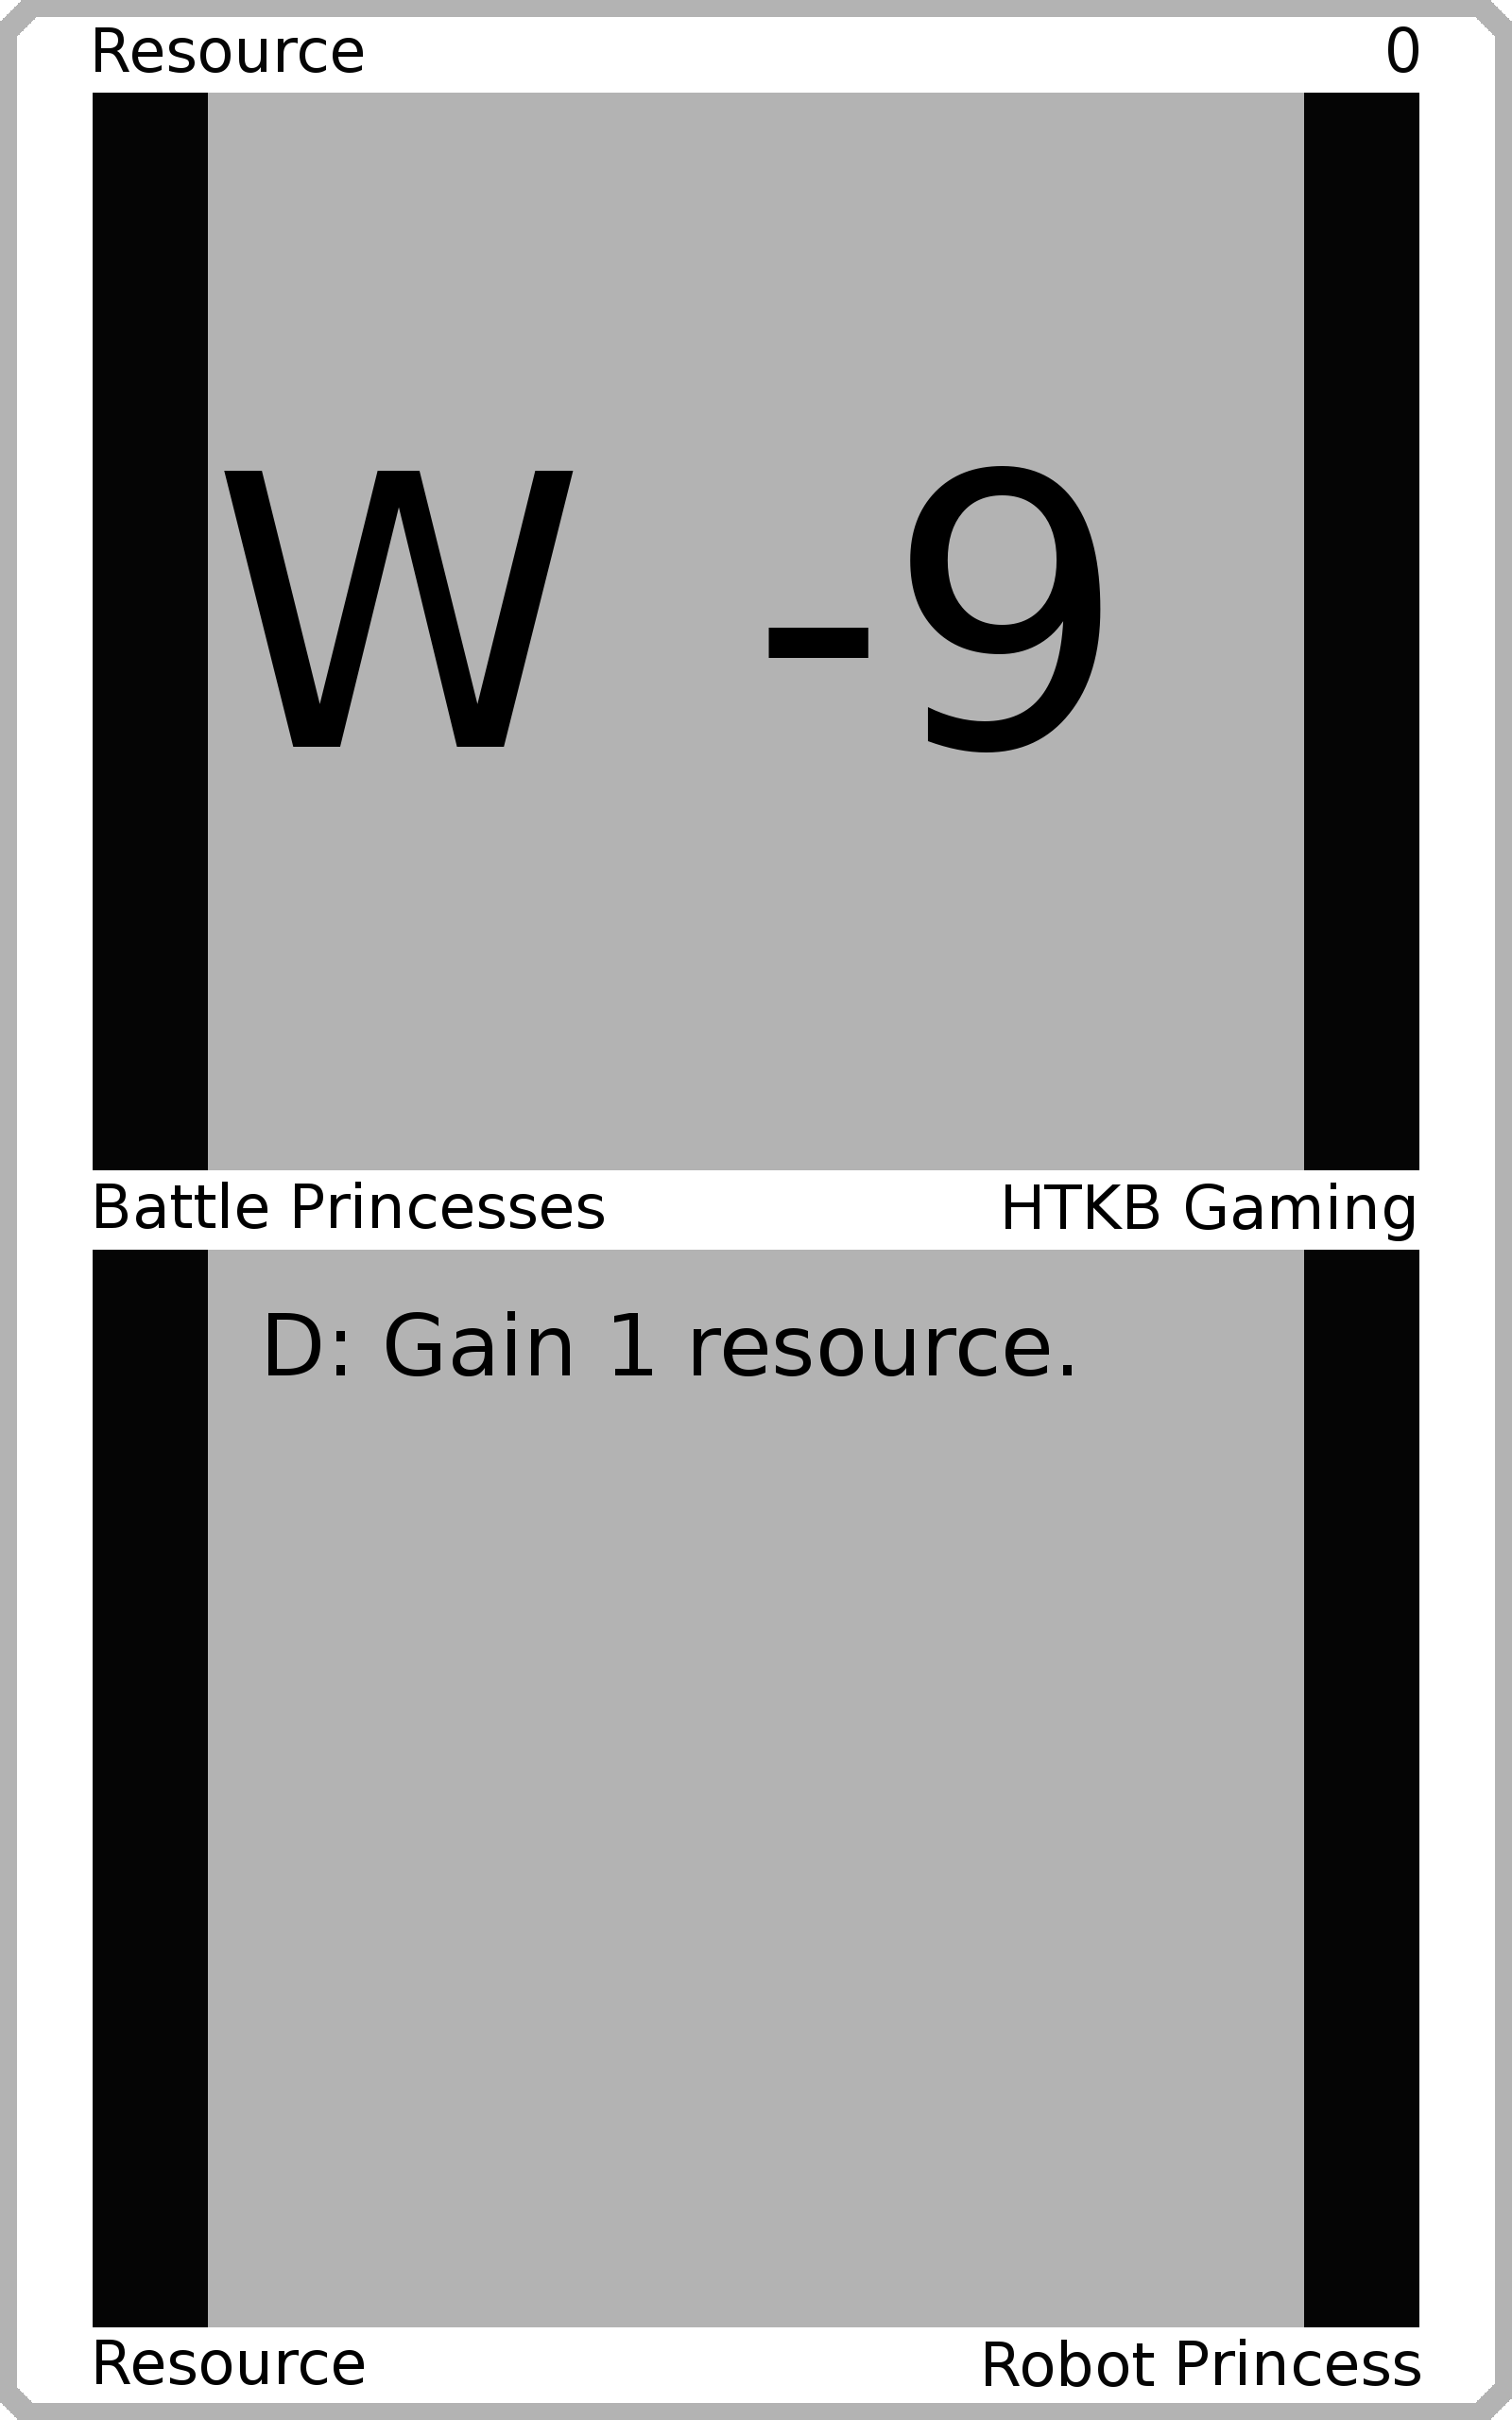 Resource 0
W -9
Battle Princesses HTKB Gaming
D: Gain 1 resource.
Resource Robot Princess